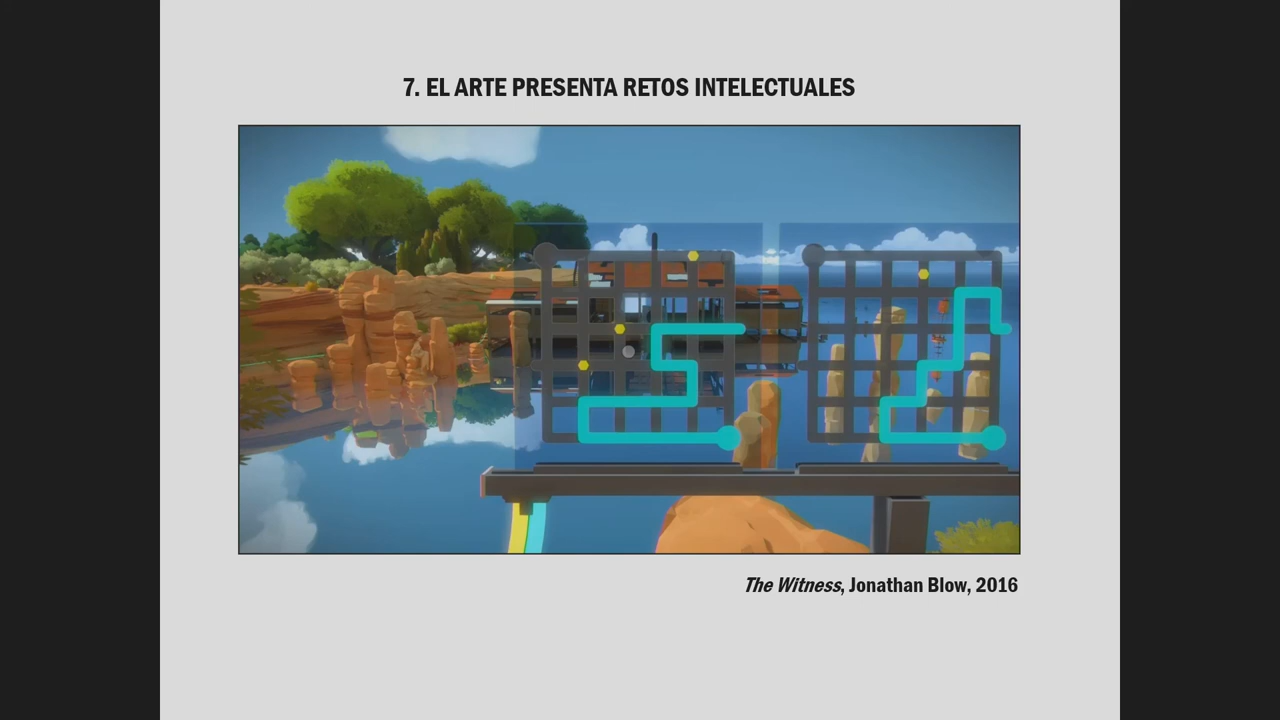 7. EL ARTE PRESENTA RETOS INTELECTUALES
The Witness, Jonathan Blow, 2016